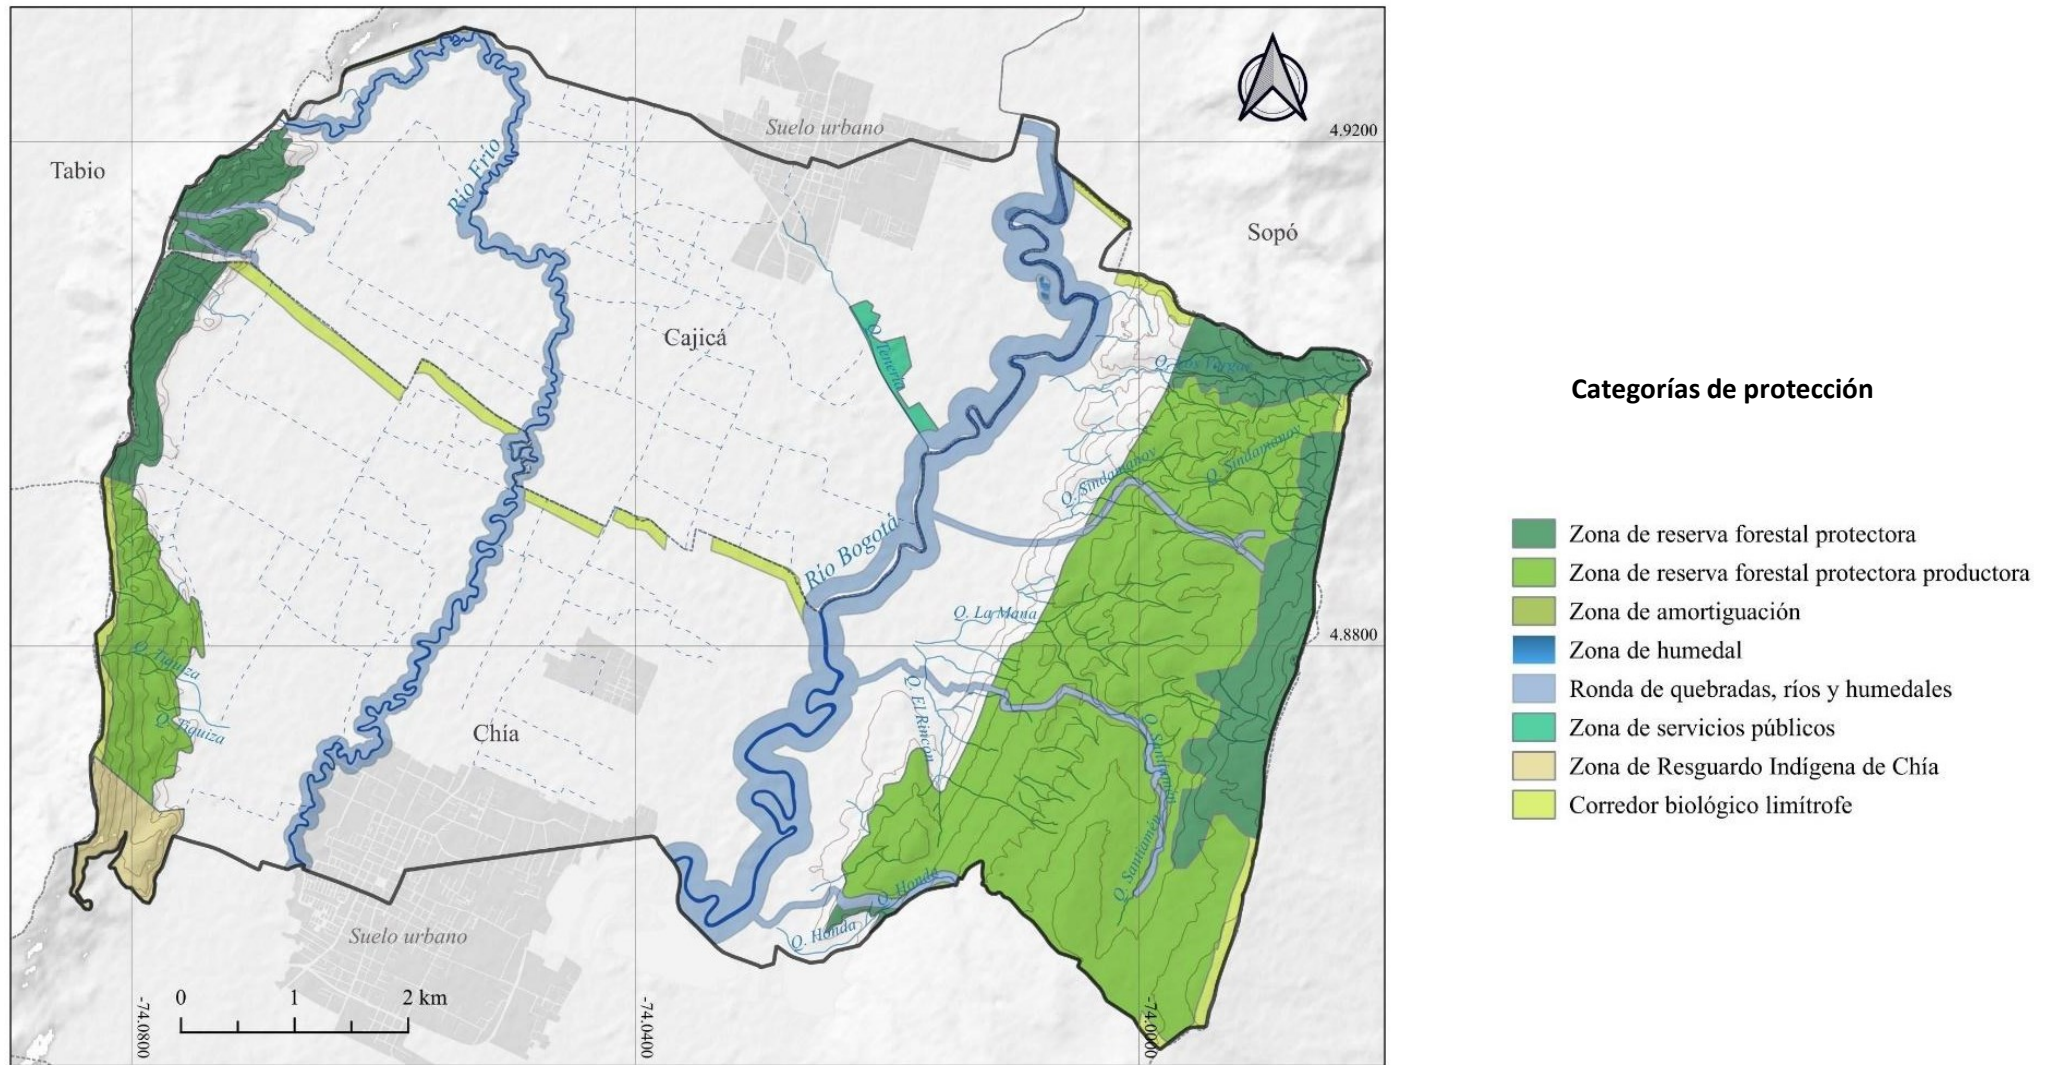 Suelo urbano
4.9200
Tabio
Río Frío
Sopó
Cajicá
Q. Tenería
Q. Sindamanoy
Q. Sindamanoy
Río Bogotá
Q. La Mana
4.8800
Q. Tiquiza
Q. El Rincón
Q. Tiquiza
Chía
Q. Santiamén
Q. Santiamén
Q. Honda
Q. Honda
Suelo urbano
0 1 2 km
-74.0800
-74.0400
-74.0000
Categorías de protección
Zona de reserva forestal protectora
Zona de reserva forestal protectora productora
Zona de amortiguación
Zona de humedal
Ronda de quebradas, ríos y humedales
Zona de servicios públicos
Zona de Resguardo Indígena de Chía
Corredor biológico limítrofe